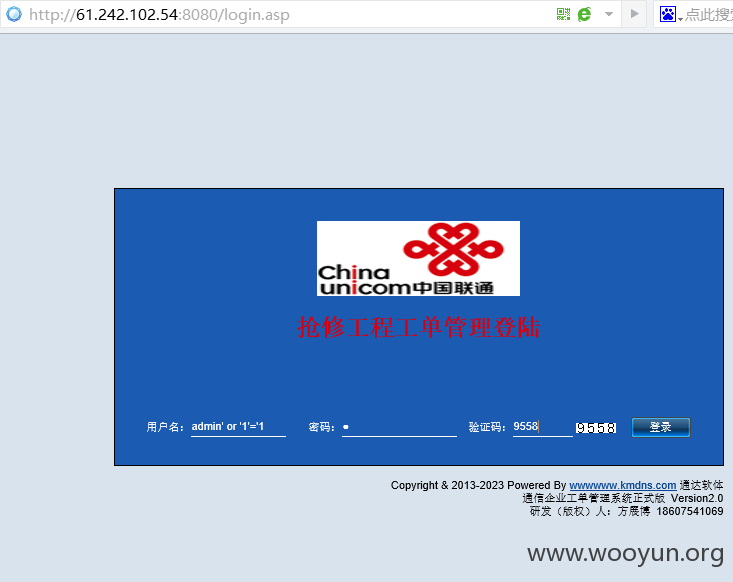 http://61.242.102.54:8080/login.asp
点此搜索
China
unicom中国联通
抢修工程工单管理登陆
用户名: admin' or '1'='1 密码: ● 验证码: 9558 9558 登录
Copyright & 2013-2023 Powered By wwwwww.kmdns.com 通达软体
通信企业工单管理系统正式版 Version2.0
研发（版权）人：方展博 18607541069
www.wooyun.org